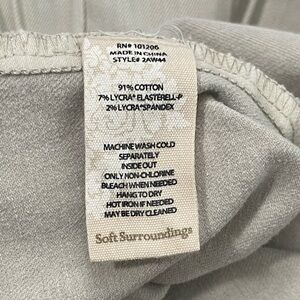 RN# 101206
MADE IN CHINA
STYLE# 2AW44
91% COTTON
7% LYCRA® ELASTERELL-P
2% LYCRA® SPANDEX
MACHINE WASH COLD
SEPARATELY
INSIDE OUT
ONLY NON-CHLORINE
BLEACH WHEN NEEDED
HANG TO DRY
HOT IRON IF NEEDED
MAY BE DRY CLEANED
Soft Surroundings